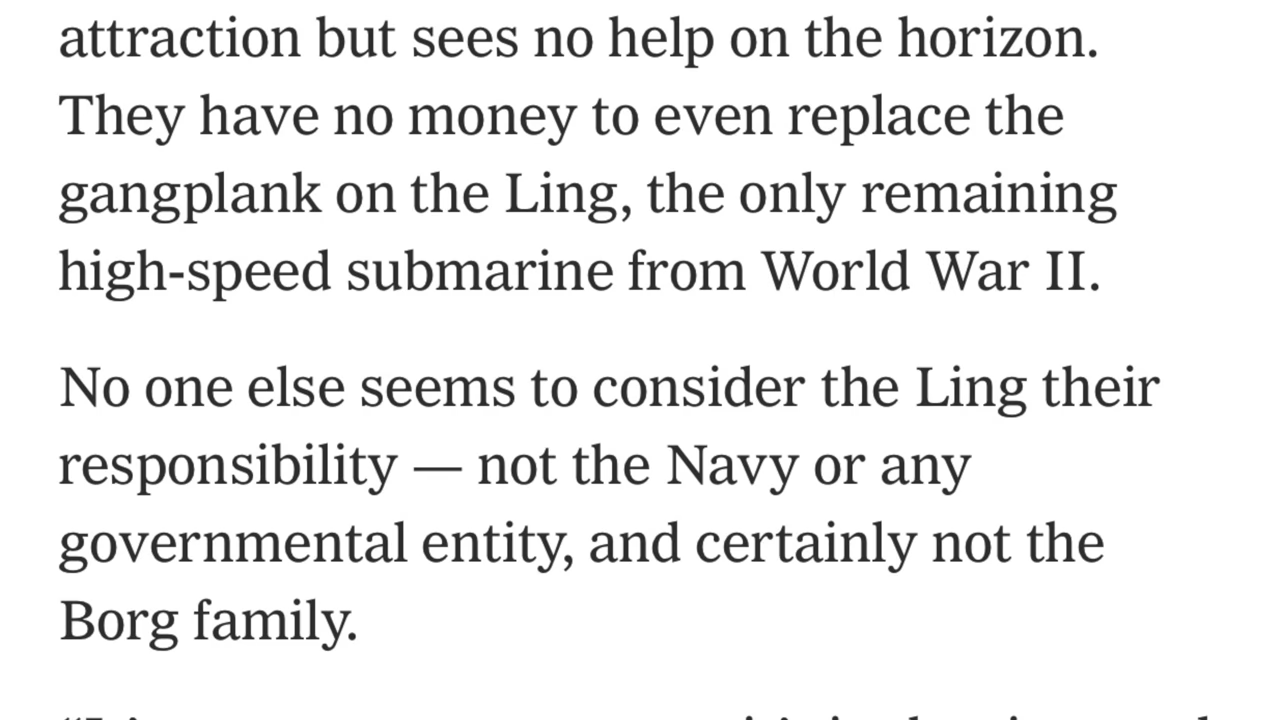 attraction but sees no help on the horizon.
They have no money to even replace the
gangplank on the Ling, the only remaining
high-speed submarine from World War II.
No one else seems to consider the Ling their
responsibility — not the Navy or any
governmental entity, and certainly not the
Borg family.